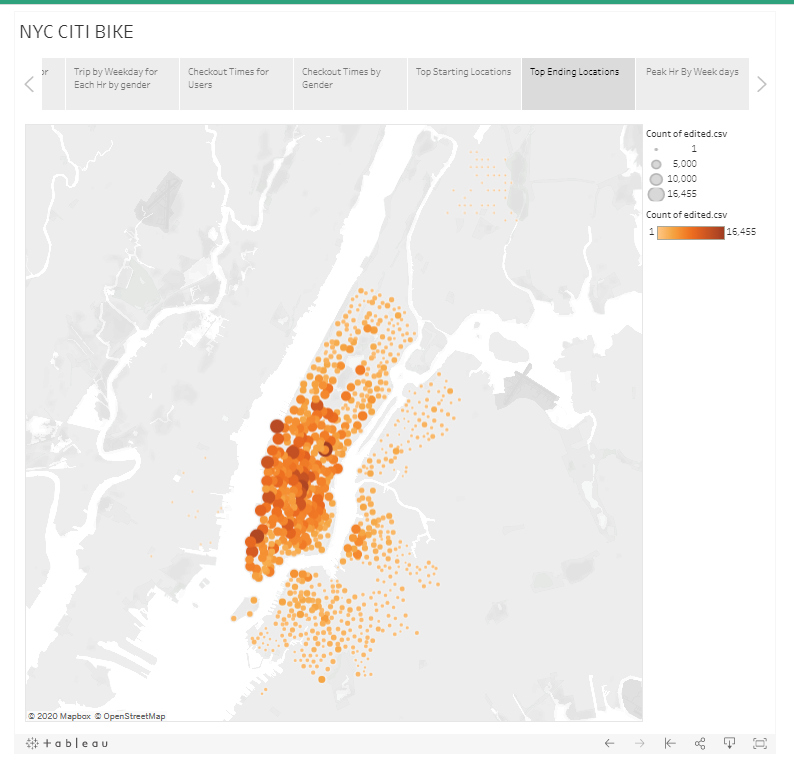 NYC CITI BIKE
or
Trip by Weekday for
Each Hr by gender
Checkout Times for
Users
Checkout Times by
Gender
Top Starting Locations
Top Ending Locations
Peak Hr By Week days
Count of edited.csv
1
5,000
10,000
16,455
Count of edited.csv
1 16,455
© 2020 Mapbox © OpenStreetMap
+ a b l e a u